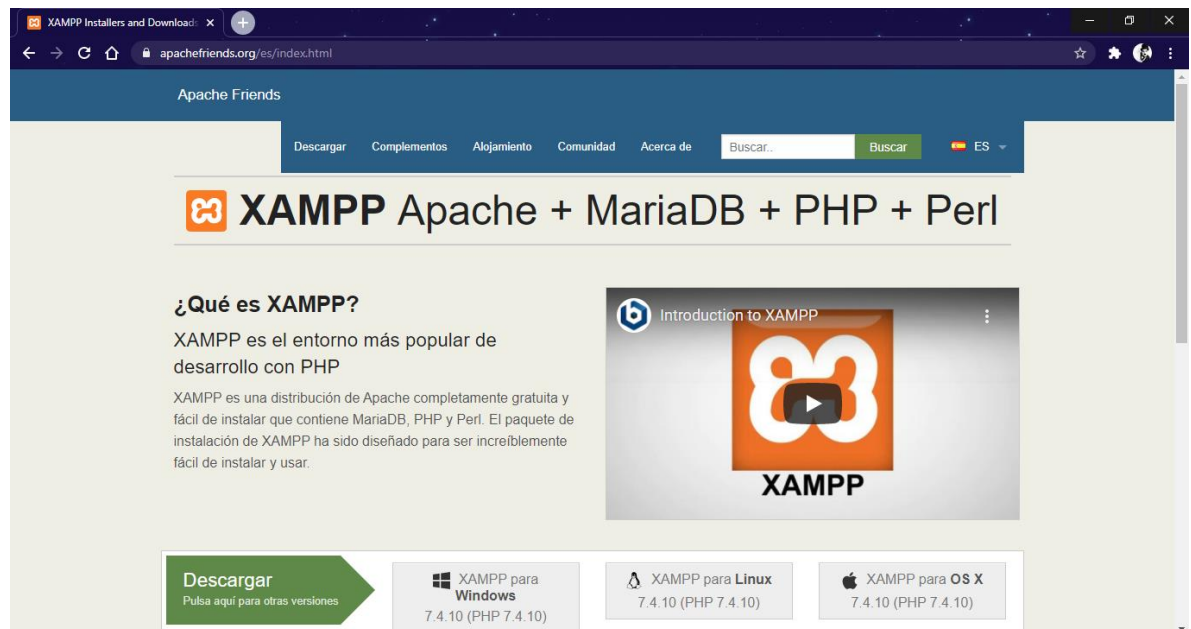 XAMPP Installers and Download
apachefriends.org/es/index.html
Apache Friends
Descargar Complementos Alojamiento Comunidad Acerca de Buscar.. Buscar ES
XAMPP Apache + MariaDB + PHP + Perl
¿Qué es XAMPP?
XAMPP es el entorno más popular de
desarrollo con PHP
XAMPP es una distribución de Apache completamente gratuita y
fácil de instalar que contiene MariaDB, PHP y Perl. El paquete de
instalación de XAMPP ha sido diseñado para ser increíblemente
fácil de instalar y usar.
Introduction to XAMPP
XAMPP
Descargar
Pulsa aquí para otras versiones
XAMPP para
Windows
7.4.10 (PHP 7.4.10)
XAMPP para Linux
7.4.10 (PHP 7.4.10)
XAMPP para OS X
7.4.10 (PHP 7.4.10)